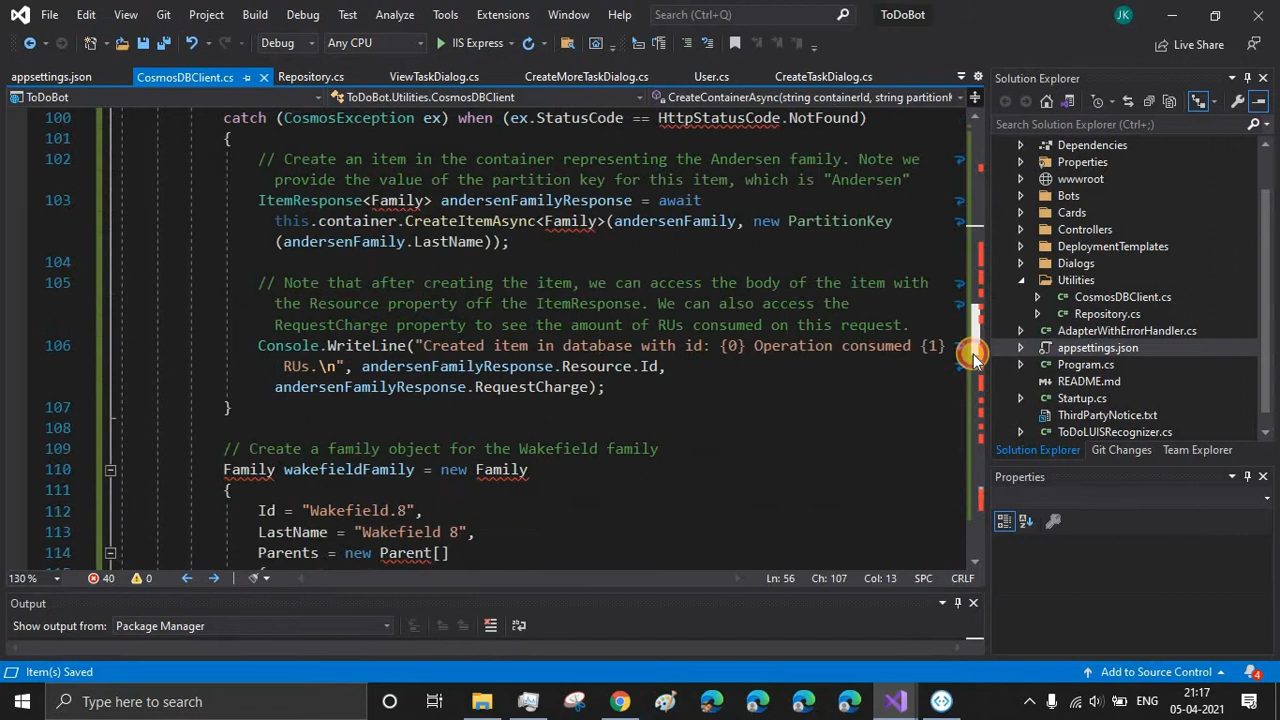 File Edit View Git Project Build Debug Test Analyze Tools Extensions Window Help Search (Ctrl+Q) ToDoBot JK
Debug Any CPU IIS Express Live Share
appsettings.json CosmosDBClient.cs Repository.cs ViewTaskDialog.cs CreateMoreTaskDialog.cs User.cs CreateTaskDialog.cs
ToDoBot ToDoBot.Utilities.CosmosDBClient CreateContainerAsync(string containerId, string partitionK
100 catch (CosmosException ex) when (ex.StatusCode == HttpStatusCode.NotFound)
101 {
102 // Create an item in the container representing the Andersen family. Note we
provide the value of the partition key for this item, which is "Andersen"
103 ItemResponse<Family> andersenFamilyResponse = await
this.container.CreateItemAsync<Family>(andersenFamily, new PartitionKey
(andersenFamily.LastName));
104
105 // Note that after creating the item, we can access the body of the item with
the Resource property off the ItemResponse. We can also access the
RequestCharge property to see the amount of RUs consumed on this request.
106 Console.WriteLine("Created item in database with id: {0} Operation consumed {1}
RUs.\n", andersenFamilyResponse.Resource.Id,
andersenFamilyResponse.RequestCharge);
107 }
108
109 // Create a family object for the Wakefield family
110 Family wakefieldFamily = new Family
111 {
112 Id = "Wakefield.8",
113 LastName = "Wakefield 8",
114 Parents = new Parent[]
130 % 40 0 Ln: 56 Ch: 107 Col: 13 SPC CRLF
Output
Show output from: Package Manager
Solution Explorer
Search Solution Explorer (Ctrl+;)
Dependencies
Properties
wwwroot
Bots
Cards
Controllers
DeploymentTemplates
Dialogs
Utilities
CosmosDBClient.cs
Repository.cs
AdapterWithErrorHandler.cs
appsettings.json
Program.cs
README.md
Startup.cs
ThirdPartyNotice.txt
ToDoLUISRecognizer.cs
Solution Explorer Git Changes Team Explorer
Properties
Item(s) Saved Add to Source Control 4
Type here to search ENG 21:17
05-04-2021